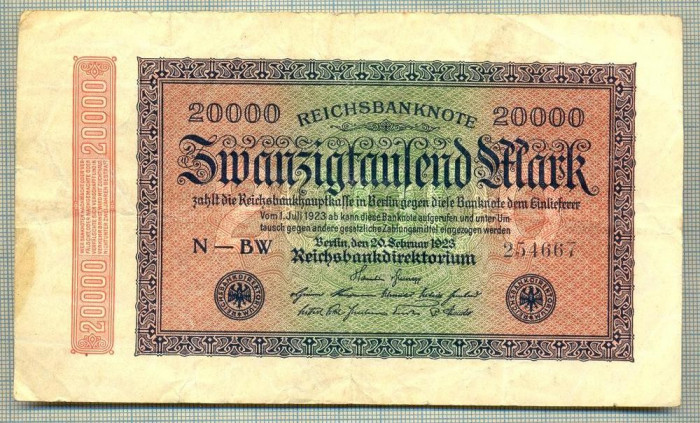 20000
20000 REICHSBANKNOTE 20000
Zwanzigtausend Mark
zahlt die Reichsbankhauptkasse in Berlin gegen diese Banknote dem Einlieferer
Vom 1. Juli 1923 ab kann diese Banknote aufgerufen und unter Um-
tausch gegen andere gesetzliche Zahlungsmittel eingezogen werden
Berlin, den 20. Februar 1923
N — BW 254667
Reichsbankdirektorium
20000